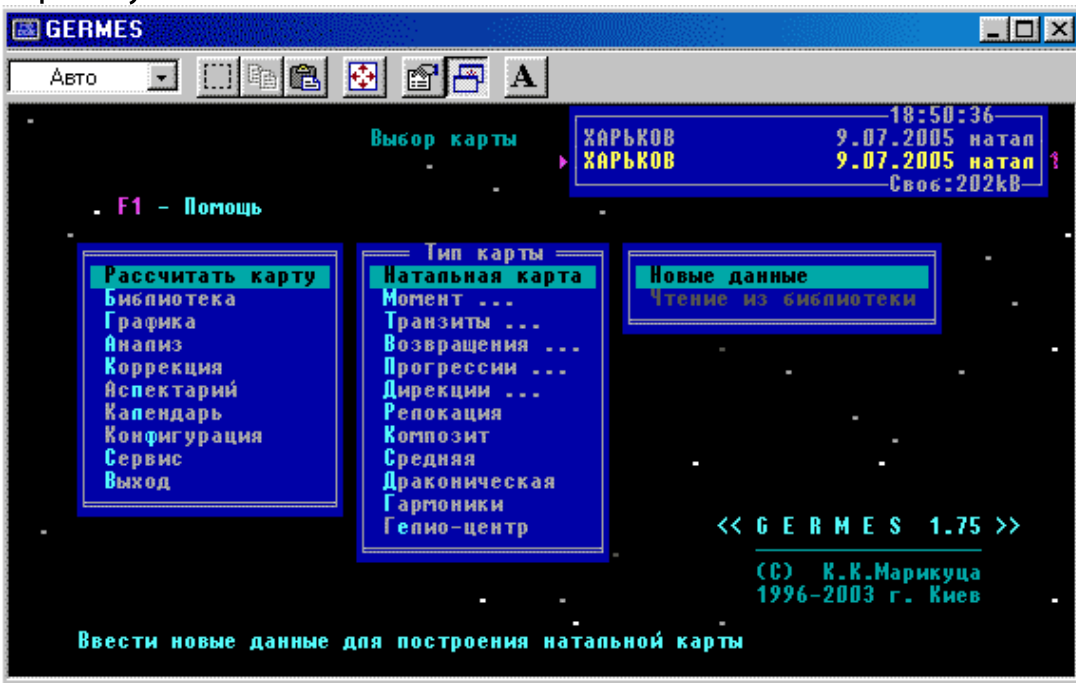 GERMES
Авто
A
18:50:36
Выбор карты
ХАРЬКОВ 9.07.2005 натал
ХАРЬКОВ 9.07.2005 натал
Своб:202kB
F1 - Помощь
Рассчитать карту
Библиотека
Графика
Анализ
Коррекция
Аспектарий
Календарь
Конфигурация
Сервис
Выход
Тип карты
Натальная карта
Момент ...
Транзиты ...
Возвращения ...
Прогрессии ...
Дирекции ...
Релокация
Композит
Средняя
Драконическая
Гармоники
Гелио-центр
Новые данные
Чтение из библиотеки
<< G E R M E S 1.75 >>
(C) К.К.Марикуца
1996-2003 г. Киев
Ввести новые данные для построения натальной карты